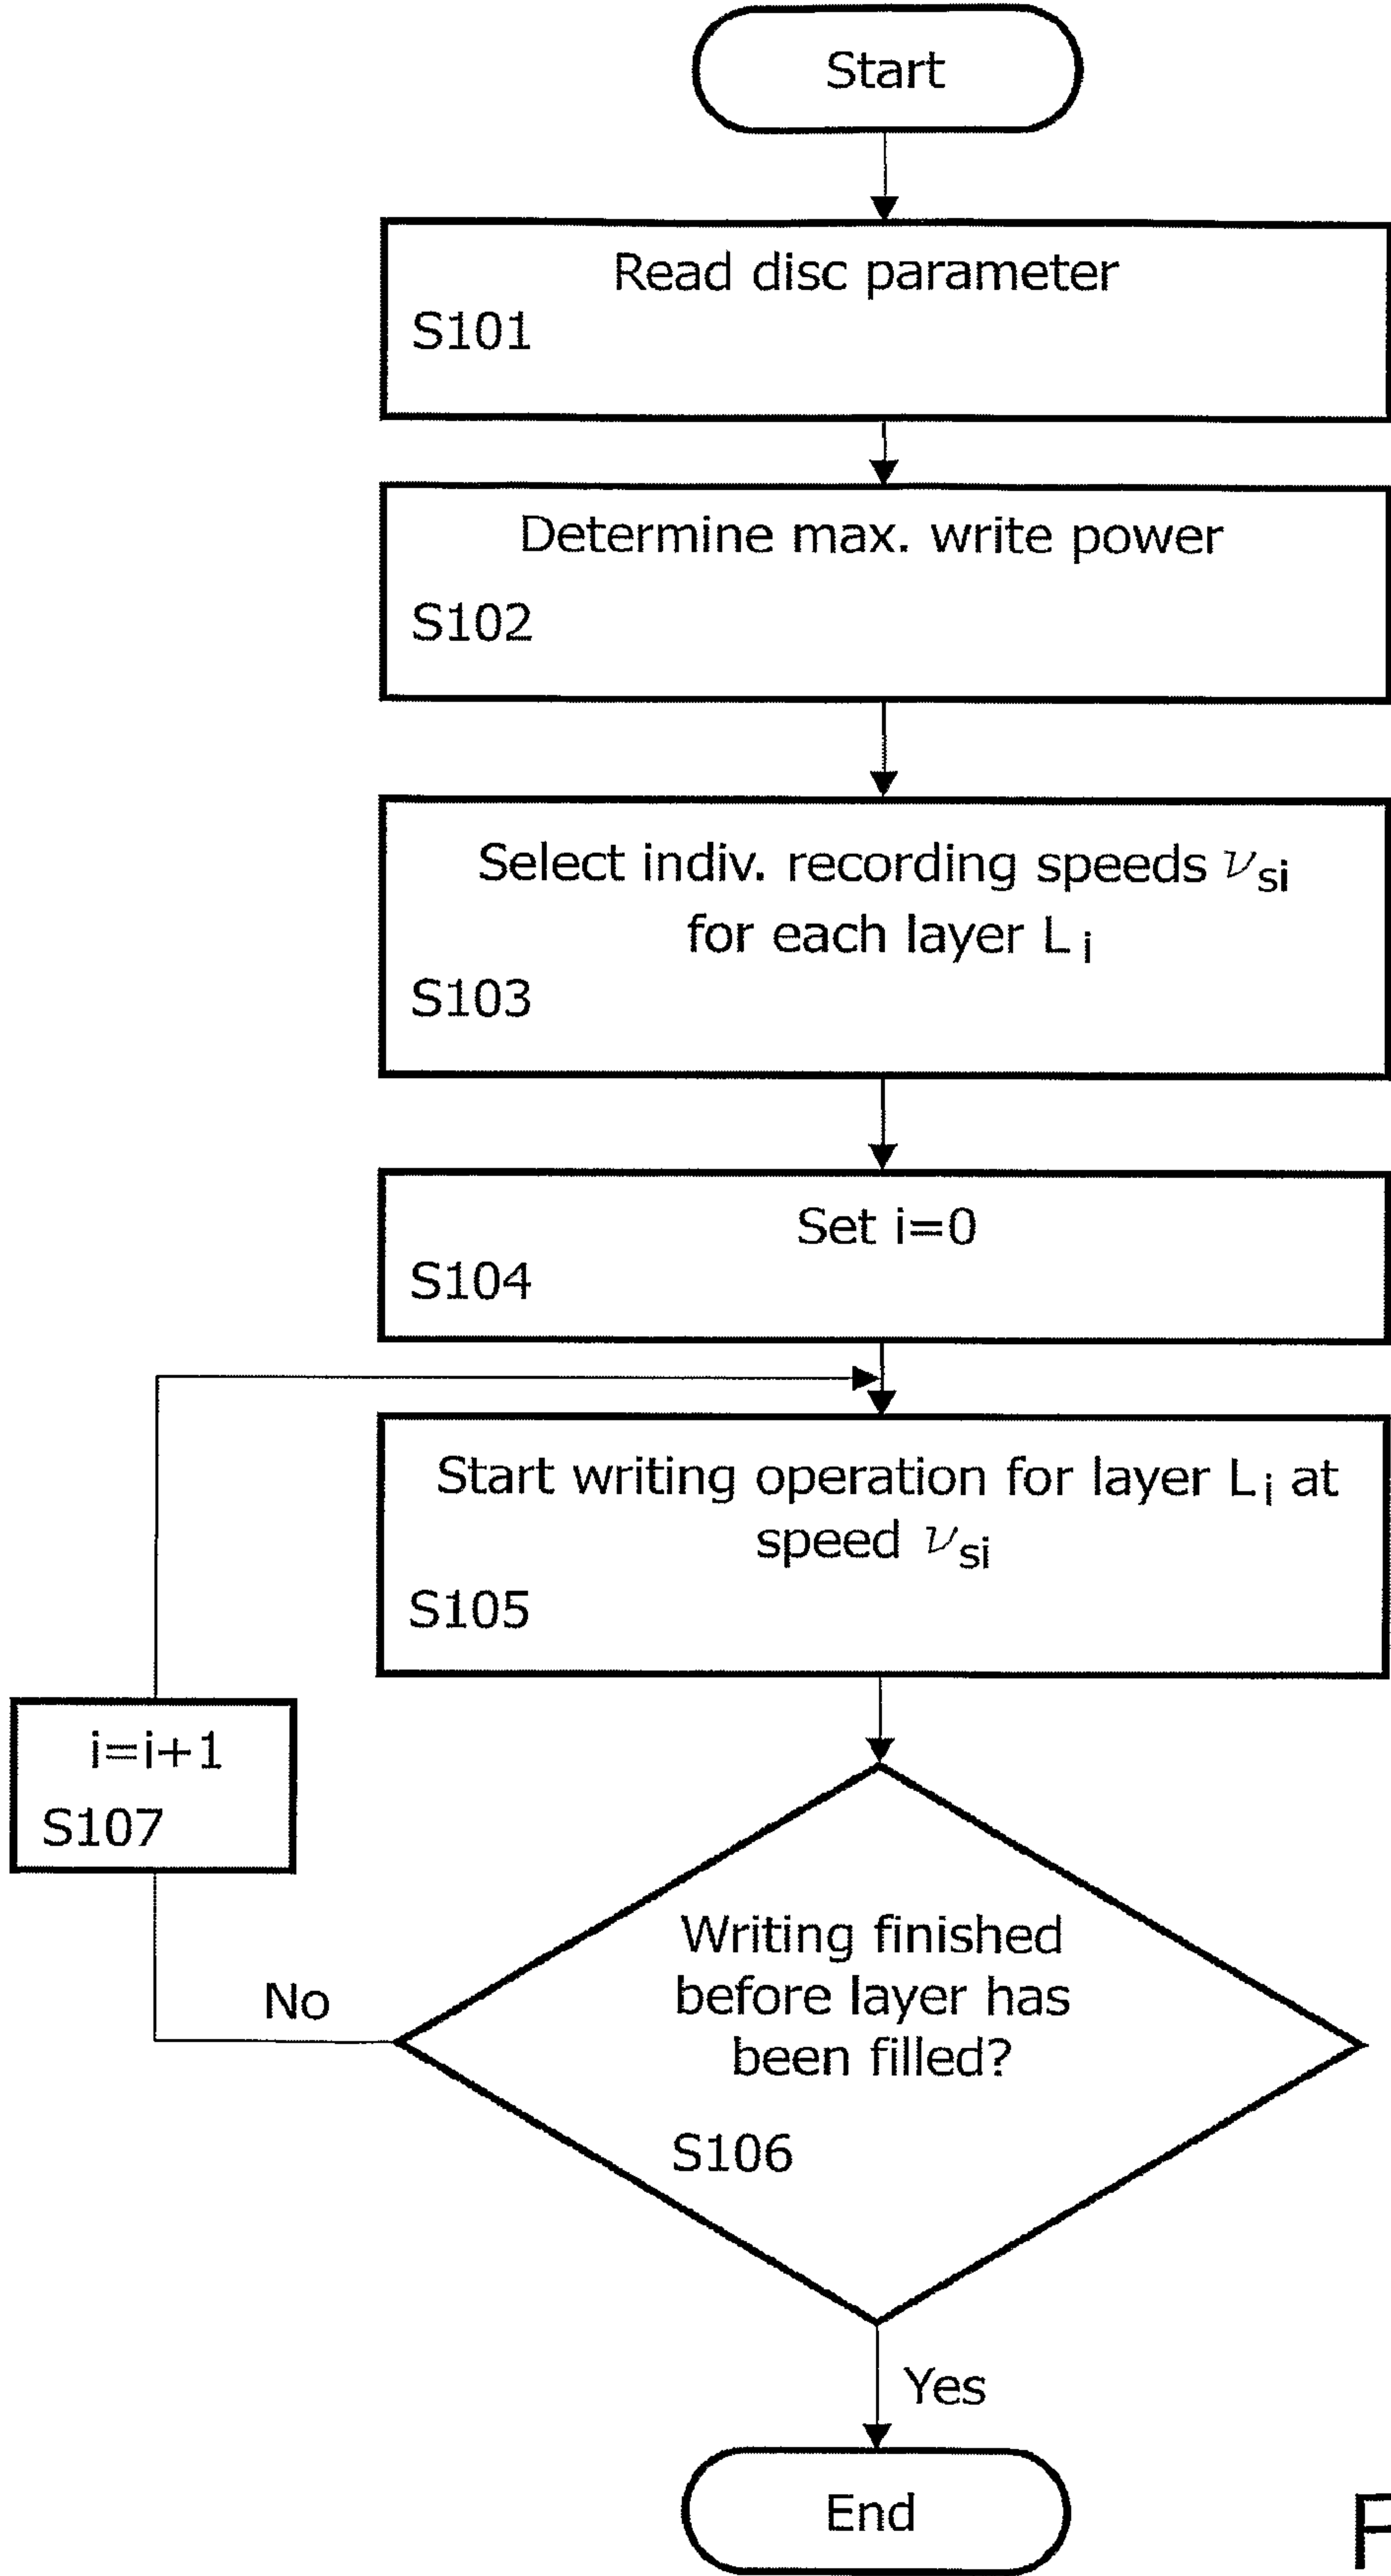 Start
Read disc parameter
S101
Determine max. write power
S102
Select indiv. recording speeds νsi
for each layer Li
S103
Set i=0
S104
Start writing operation for layer Li at
speed νsi
S105
i=i+1
S107
Writing finished
before layer has
been filled?
S106
No
Yes
End